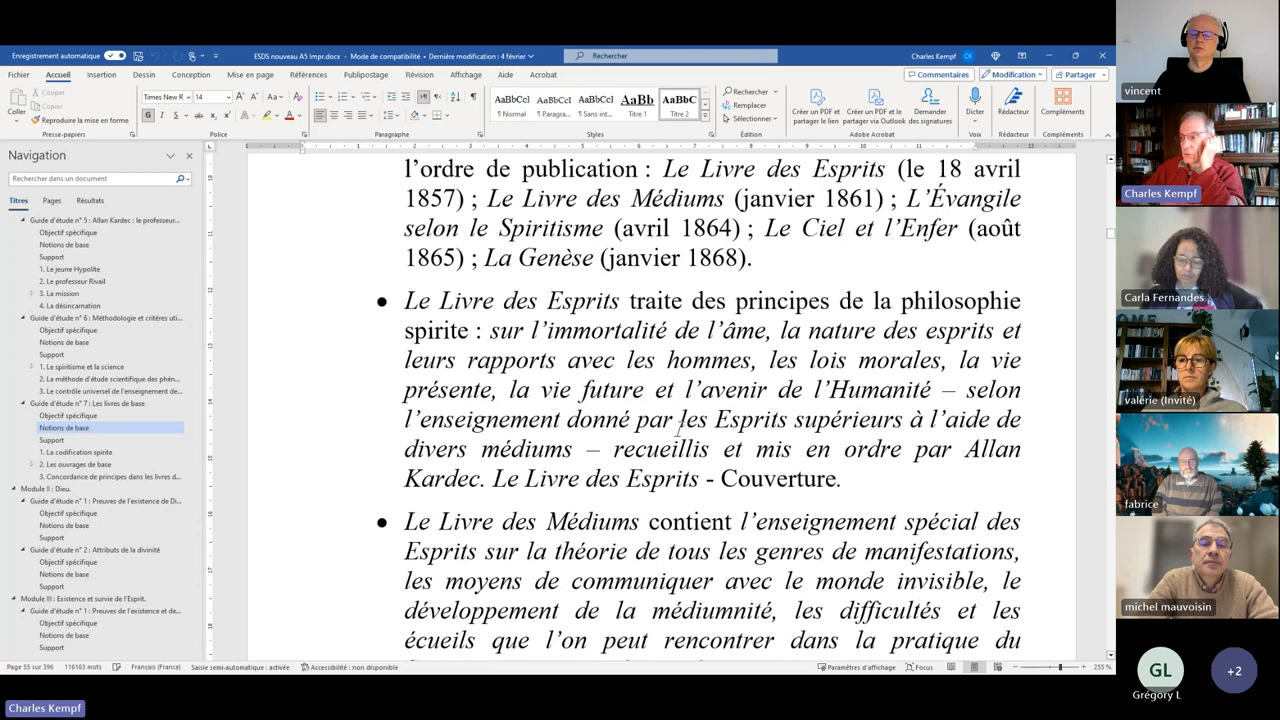 Enregistrement automatique
ESDS nouveau A5 Impr.docx - Mode de compatibilité • Dernière modification : 4 février
Rechercher
Charles Kempf
CK
Fichier Accueil Insertion Dessin Conception Mise en page Références Publipostage Révision Affichage Acrobat
Commentaires Modification Partager
Coller
Couper
Copier
Reproduire la mise en forme
Times New R 14
G I S
AaBbCcI AaBbCcI AaBbCcI AaBb AaBbC
¶ Normal ¶ Paragra... ¶ Sans int... Titre 1 Titre 2
Rechercher
Remplacer
Sélectionner
Créer un PDF et partager le lien
Créer un PDF et partager via Outlook
Demander des signatures
Dicter
Rédacteur
Compléments
Presse-papiers Police Paragraphe Styles Édition Adobe Acrobat Voix Rédacteur Compléments
Navigation
Rechercher dans un document
Titres Pages Résultats
Guide d'étude n° 5 : Allan Kardec : le professeur...
Objectif spécifique
Notions de base
Support
1. Le jeune Hypolite
2. Le professeur Rivail
3. La mission
4. La désincarnation
Guide d'étude n° 6 : Méthodologie et critères uti...
Objectif spécifique
Notions de base
Support
1. Le spiritisme et la science
2. La méthode d'étude scientifique des phén...
3. Le contrôle universel de l'enseignement de...
Guide d'étude n° 7 : Les livres de base
Objectif spécifique
Notions de base
Support
1. La codification spirite
2. Les ouvrages de base
3. Concordance de principes dans les livres d...
Module II : Dieu.
Guide d'étude n° 1 : Preuves de l'existence de Di...
Objectif spécifique
Notions de base
Support
Guide d'étude n° 2 : Attributs de la divinité
Objectif spécifique
Notions de base
Support
Module III : Existence et survie de l'Esprit.
Guide d'étude n° 1 : Preuves de l'existence et de...
Objectif spécifique
Notions de base
Support
l’ordre de publication : Le Livre des Esprits (le 18 avril
1857) ; Le Livre des Médiums (janvier 1861) ; L’Évangile
selon le Spiritisme (avril 1864) ; Le Ciel et l’Enfer (août
1865) ; La Genèse (janvier 1868).
• Le Livre des Esprits traite des principes de la philosophie
spirite : sur l’immortalité de l’âme, la nature des esprits et
leurs rapports avec les hommes, les lois morales, la vie
présente, la vie future et l’avenir de l’Humanité – selon
l’enseignement donné par les Esprits supérieurs à l’aide de
divers médiums – recueillis et mis en ordre par Allan
Kardec. Le Livre des Esprits - Couverture.
• Le Livre des Médiums contient l’enseignement spécial des
Esprits sur la théorie de tous les genres de manifestations,
les moyens de communiquer avec le monde invisible, le
développement de la médiumnité, les difficultés et les
écueils que l’on peut rencontrer dans la pratique du
Page 55 sur 396 116163 mots Français (France) Saisie semi-automatique : activée Accessibilité : non disponible
Paramètres d'affichage Focus 255 %
vincent
Charles Kempf
Carla Fernandes
valérie (Invité)
fabrice
michel mauvoisin
GL
Grégory L
+2
Charles Kempf